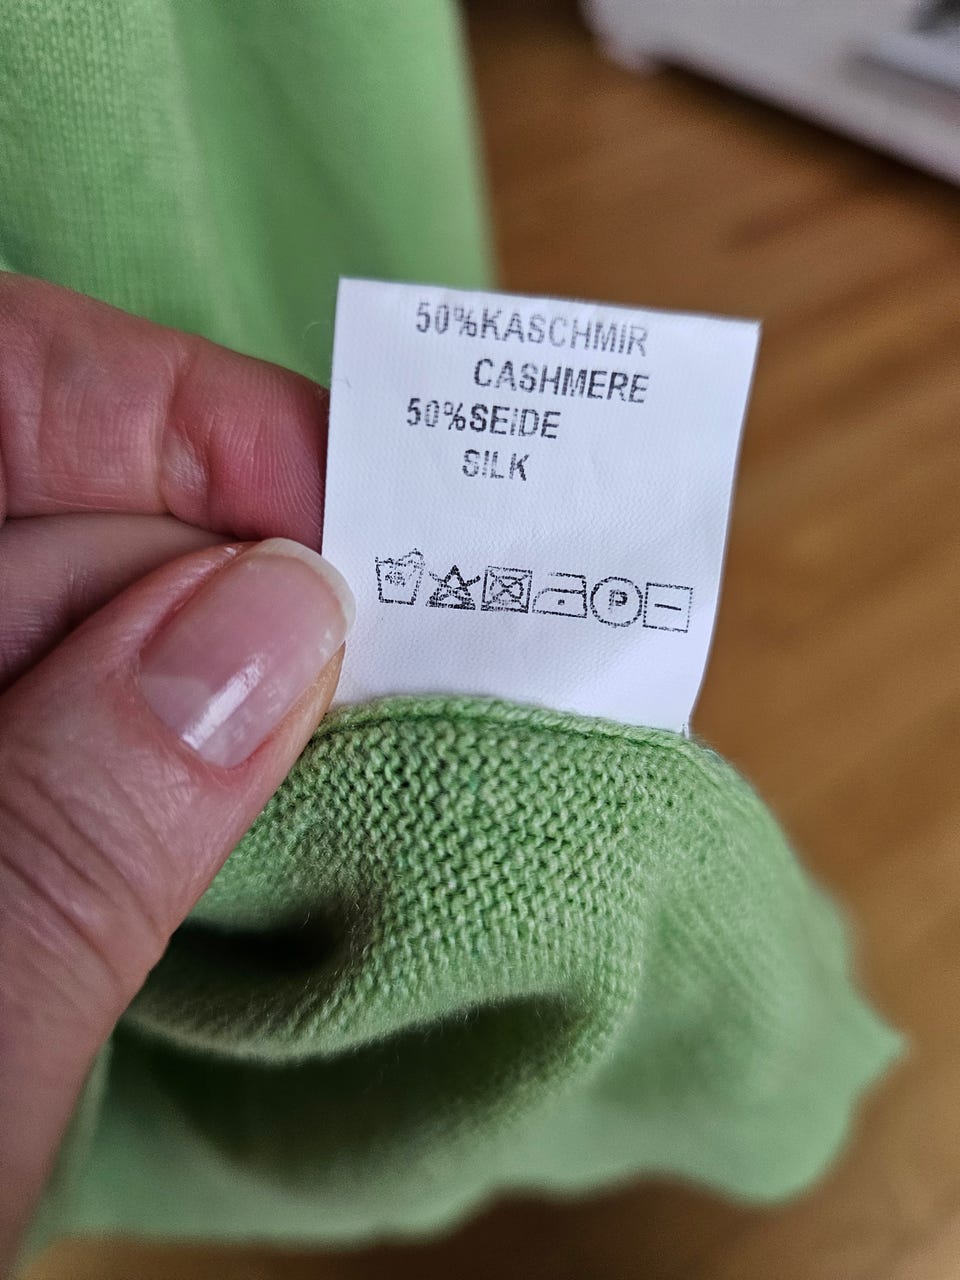 50%KASCHMIR
CASHMERE
50%SEIDE
SILK
P